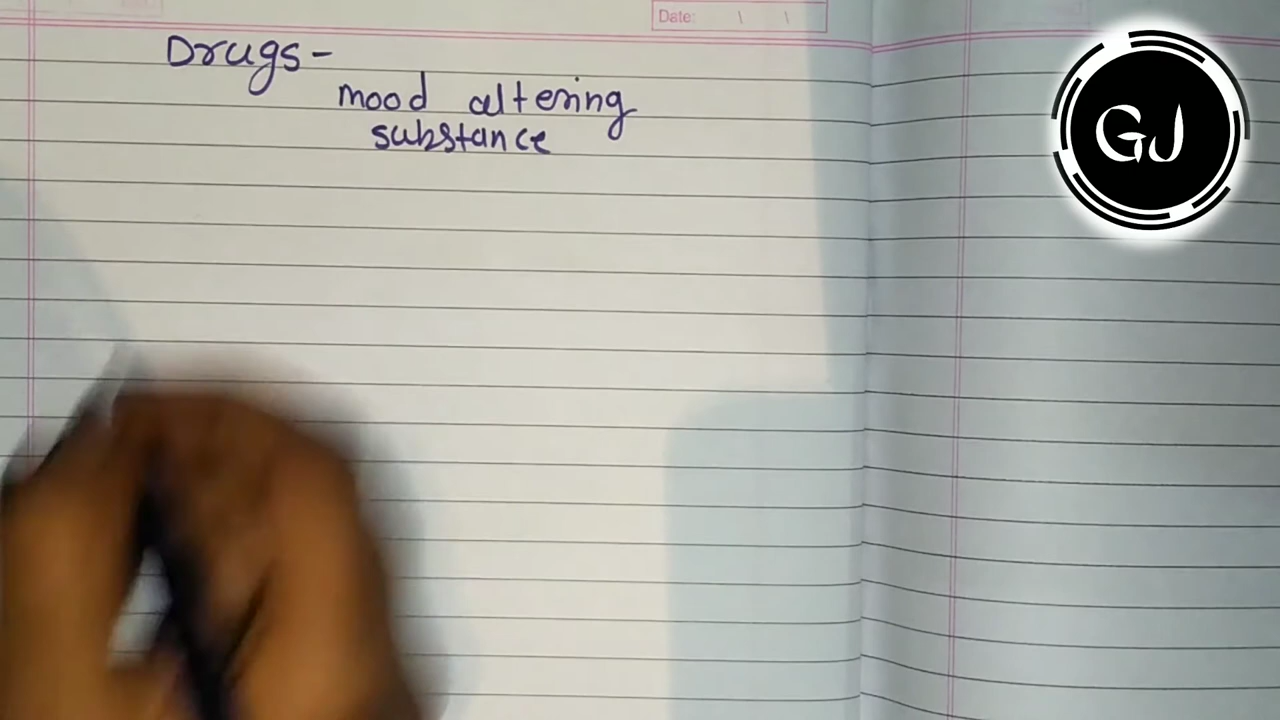 Date: \ \
Drugs-
mood altering
substance
GJ